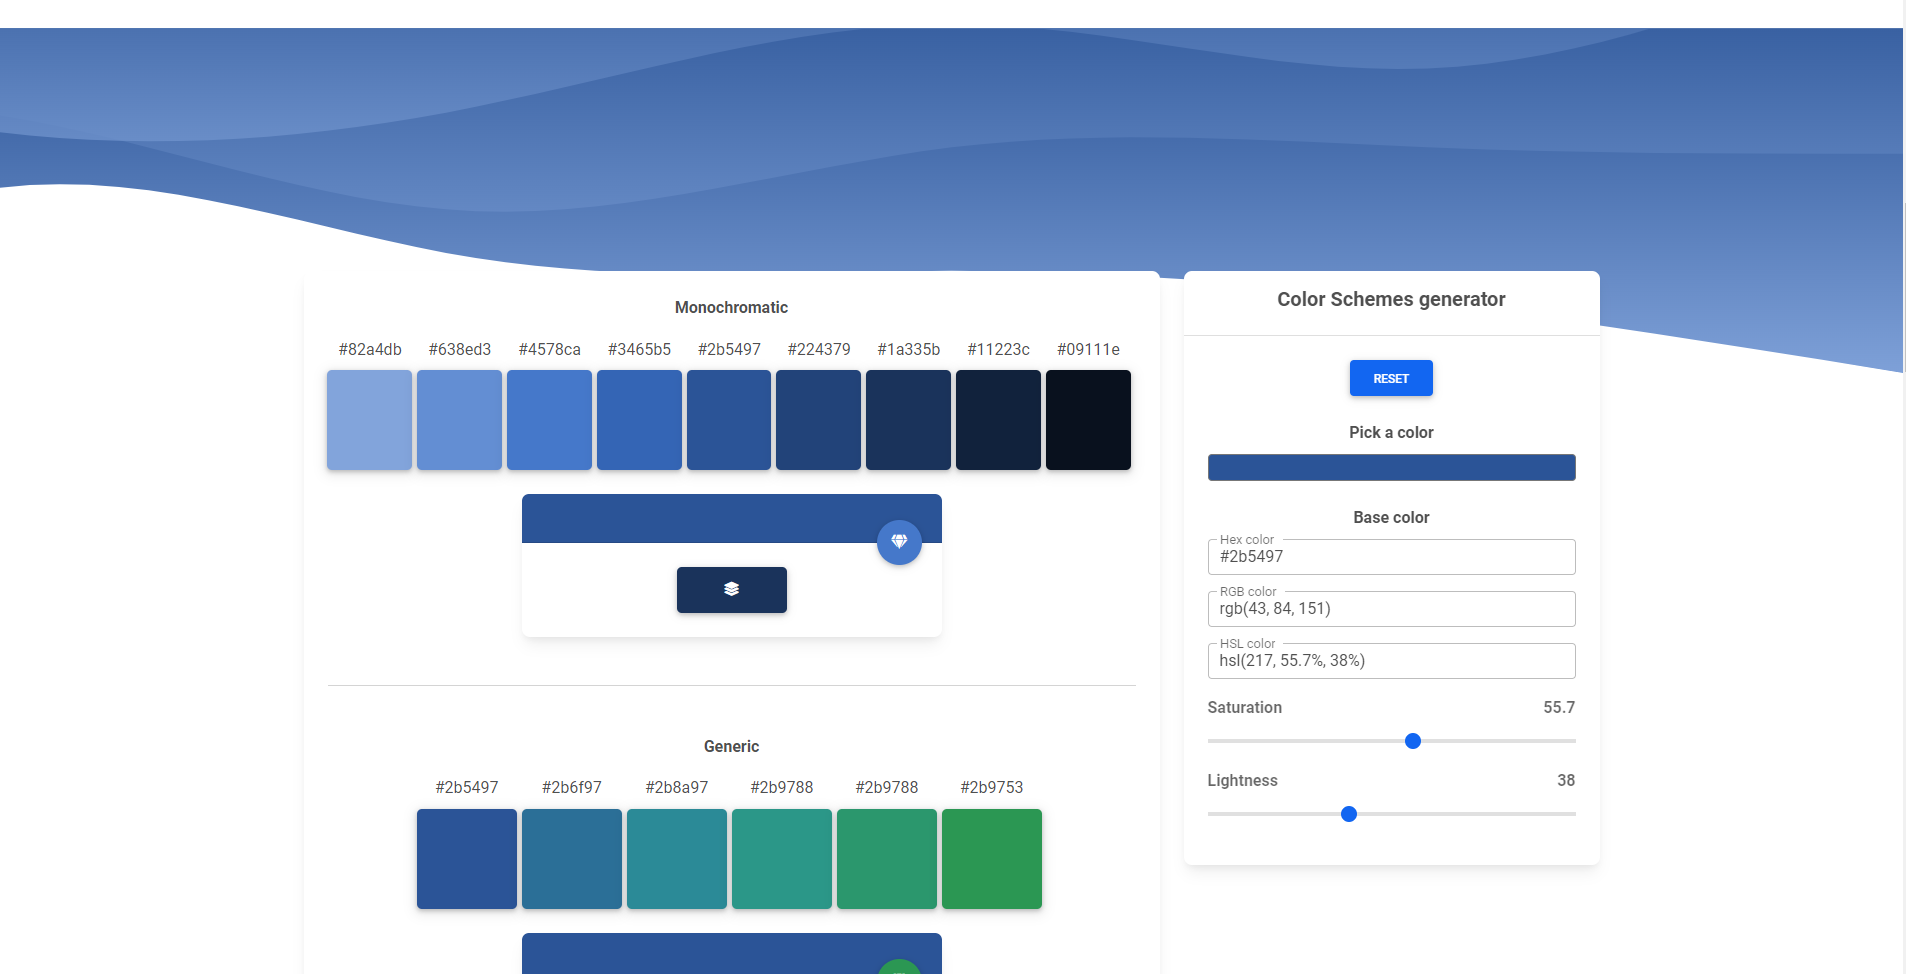 Monochromatic
#82a4db #638ed3 #4578ca #3465b5 #2b5497 #224379 #1a335b #11223c #09111e
Generic
#2b5497 #2b6f97 #2b8a97 #2b9788 #2b9788 #2b9753
Color Schemes generator
RESET
Pick a color
Base color
Hex color
#2b5497
RGB color
rgb(43, 84, 151)
HSL color
hsl(217, 55.7%, 38%)
Saturation 55.7
Lightness 38